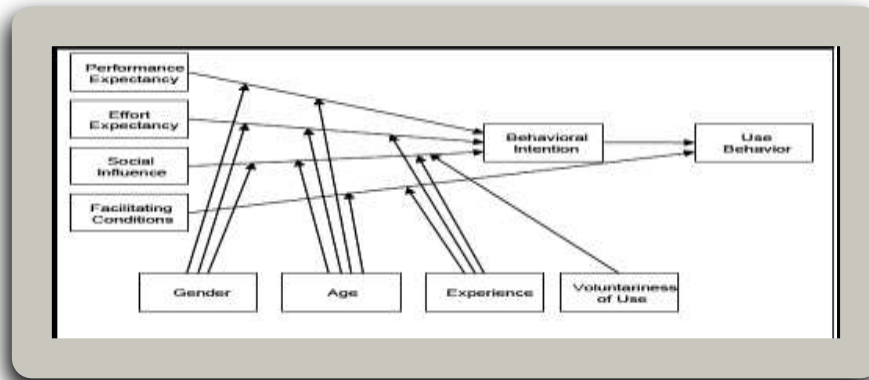 Performance
Expectancy
Effort
Expectancy
Social
Influence
Facilitating
Conditions
Behavioral
Intention
Use
Behavior
Gender
Age
Experience
Voluntariness
of Use